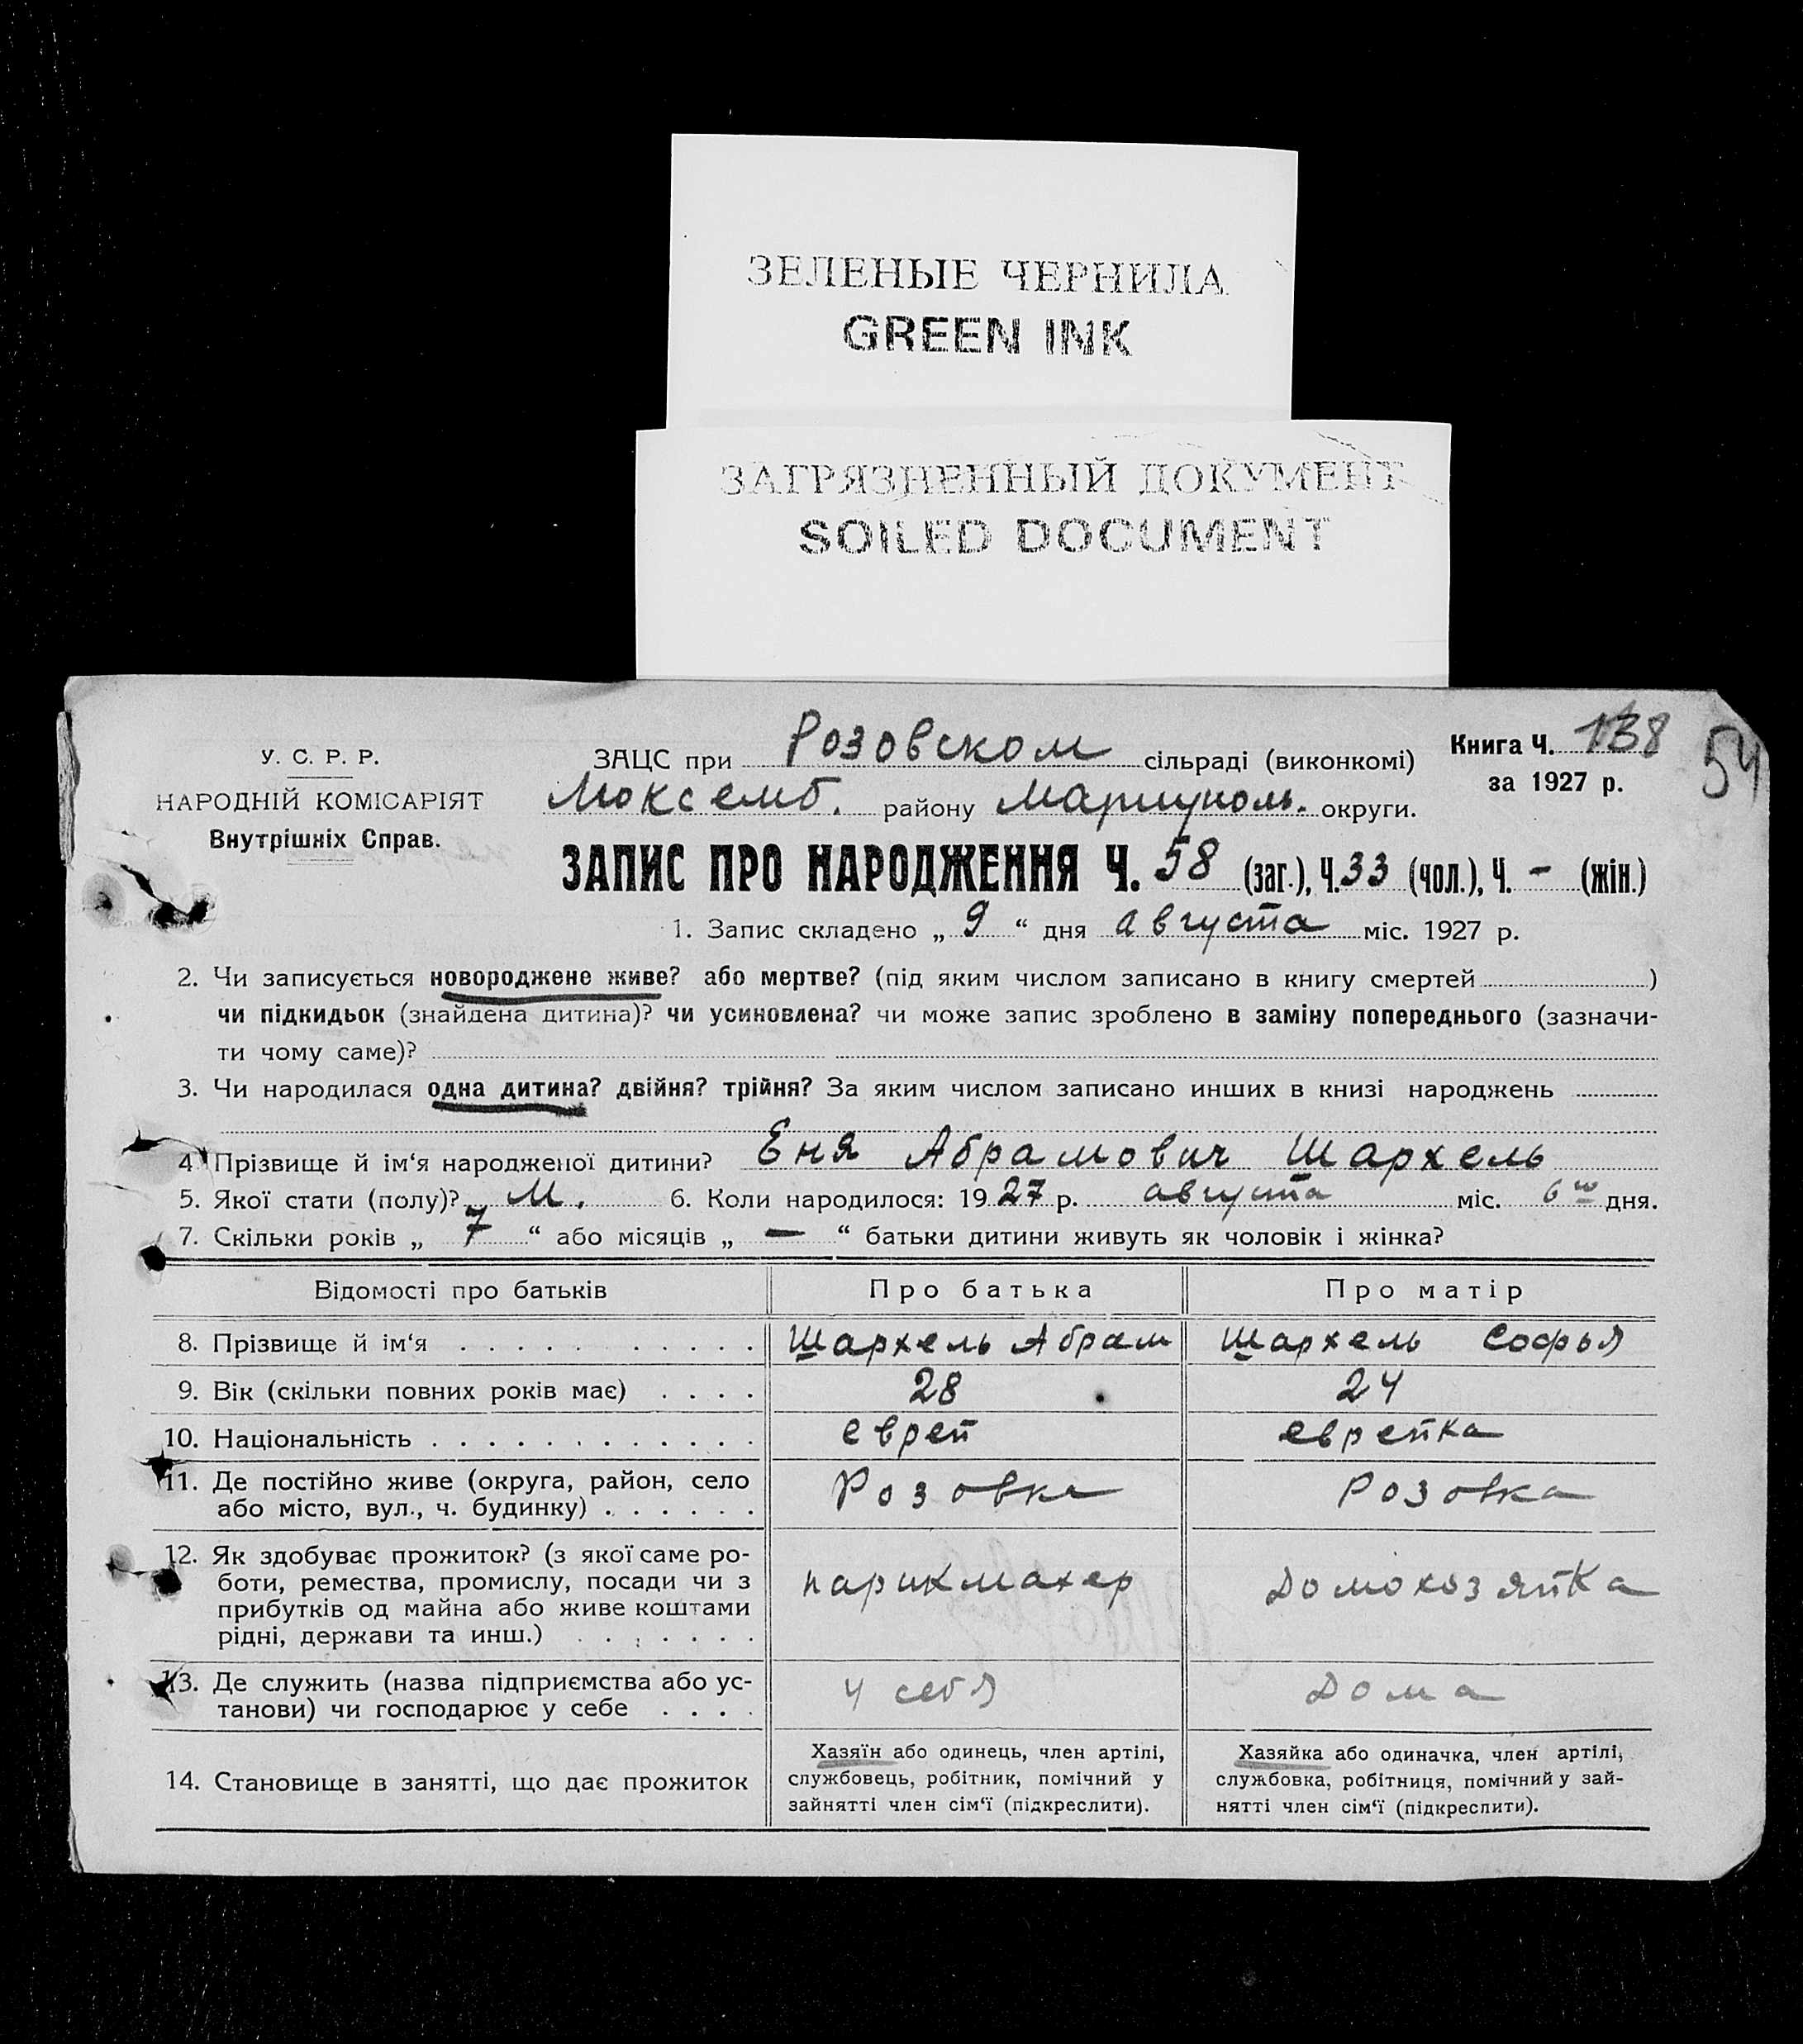 ЗЕЛЕНЫЕ ЧЕРНИЛА
GREEN INK
ЗАГРЯЗНЕННЫЙ ДОКУМЕНТ
SOILED DOCUMENT
У. С. Р. Р.
НАРОДНІЙ КОМІСАРІЯТ
Внутрішніх Справ.
ЗАЦС при Розовском сільраді (виконкомі)
Люксемб. району Мариуполь. округи.
Книга Ч. 138
за 1927 р.
54
ЗАПИС ПРО НАРОДЖЕННЯ Ч. 58 (заг.), Ч. 33 (чол.), Ч. - (жін.)
1. Запис складено „ 9 “ дня августа міс. 1927 р.
2. Чи записується новороджене живе? або мертве? (під яким числом записано в книгу смертей )
чи підкидьок (знайдена дитина)? чи усиновлена? чи може запис зроблено в заміну попереднього (зазначи-
ти чому саме)?
3. Чи народилася одна дитина? двійня? трійня? За яким числом записано инших в книзі народжень
4. Прізвище й ім‘я народженої дитини? Еня Абрамович Шархель
5. Якої стати (полу)? М. 6. Коли народилося: 1927 р. августа міс. 6го дня.
7. Скільки років „ 7 “ або місяців „ — “ батьки дитини живуть як чоловік і жінка?
Відомості про батьків Про батька Про матір
8. Прізвище й ім‘я . . . . . . . . . . . Шархель Абрам Шархель Софья
9. Вік (скільки повних років має) . . . . 28 24
10. Національність . . . . . . . . . . . . . еврей еврейка
11. Де постійно живе (округа, район, село
або місто, вул., ч. будинку) . . . . . . Розовка Розовка
12. Як здобуває прожиток? (з якої саме ро-
боти, ремества, промислу, посади чи з
прибутків од майна або живе коштами
рідні, держави та инш.) . . . . . . .
парикмахер домохозяйка
13. Де служить (назва підприємства або ус-
танови) чи господарює у себе . . . .
у себя дома
14. Становище в занятті, що дає прожиток
Хазяїн або одинець, член артілі,
службовець, робітник, помічний у
зайнятті член сім‘ї (підкреслити).
Хазяйка або одиначка, член артілі,
службовка, робітниця, помічний у зай-
нятті член сім‘ї (підкреслити).